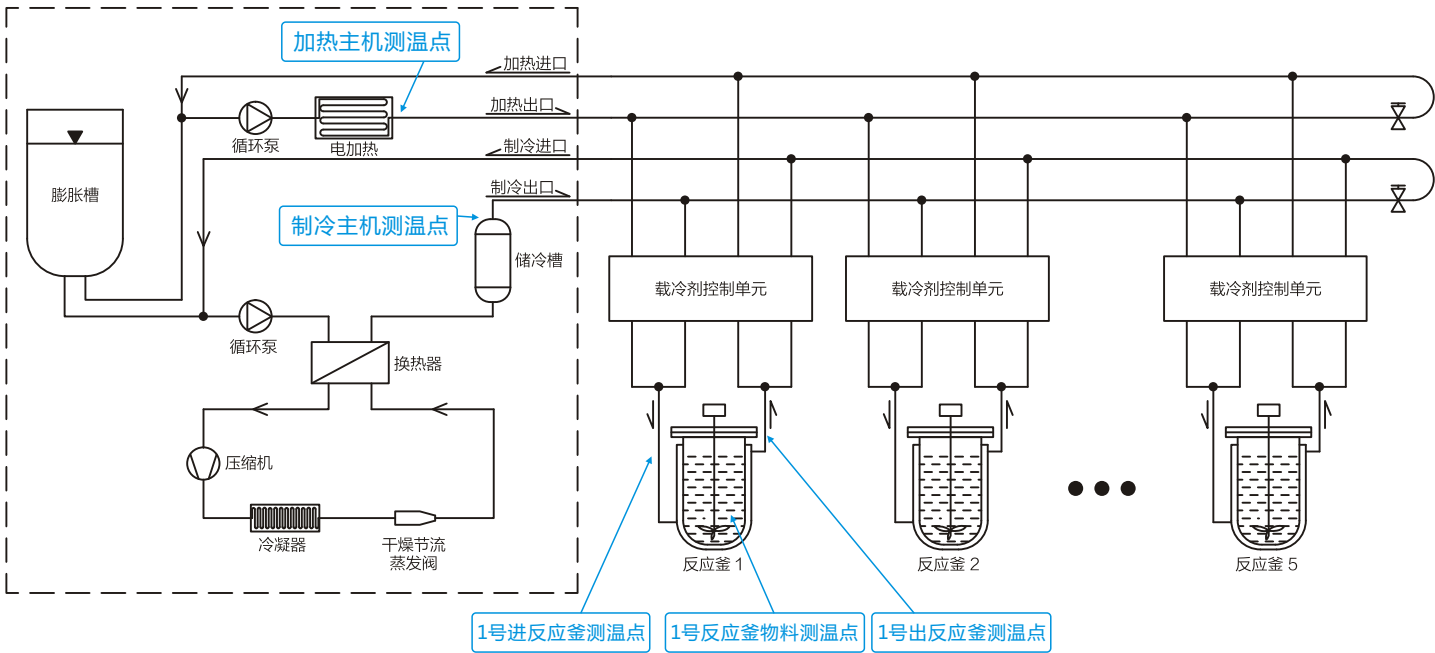 加热主机测温点
加热进口
加热出口
循环泵
电加热
制冷进口
膨胀槽
制冷出口
制冷主机测温点
储冷槽
载冷剂控制单元
载冷剂控制单元
载冷剂控制单元
循环泵
换热器
压缩机
冷凝器
干燥节流
蒸发阀
反应釜 1
反应釜 2
反应釜 5
1号进反应釜测温点
1号反应釜物料测温点
1号出反应釜测温点